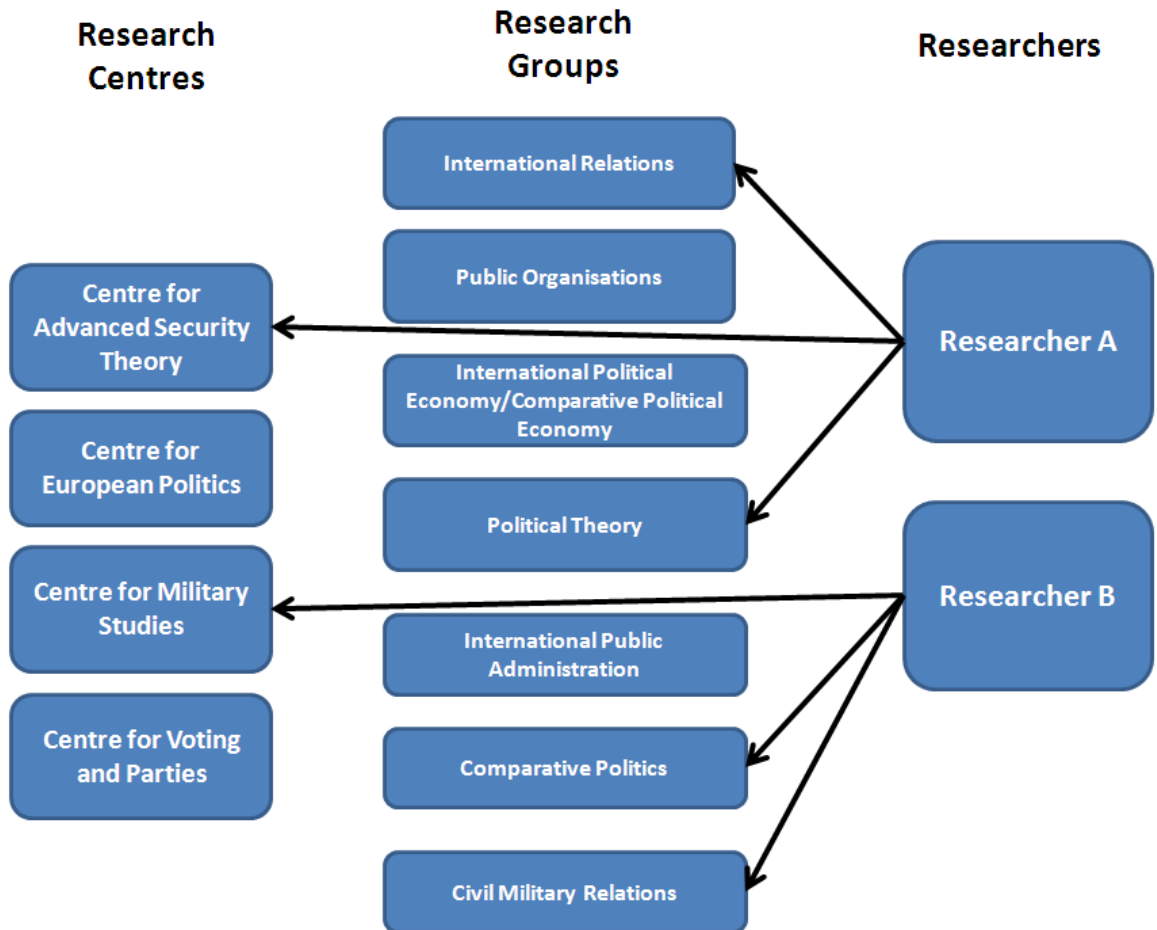 Research
Centres
Research
Groups
Researchers
Centre for
Advanced Security
Theory
Centre for
European Politics
Centre for Military
Studies
Centre for Voting
and Parties
International Relations
Public Organisations
International Political
Economy/Comparative Political
Economy
Political Theory
International Public
Administration
Comparative Politics
Civil Military Relations
Researcher A
Researcher B